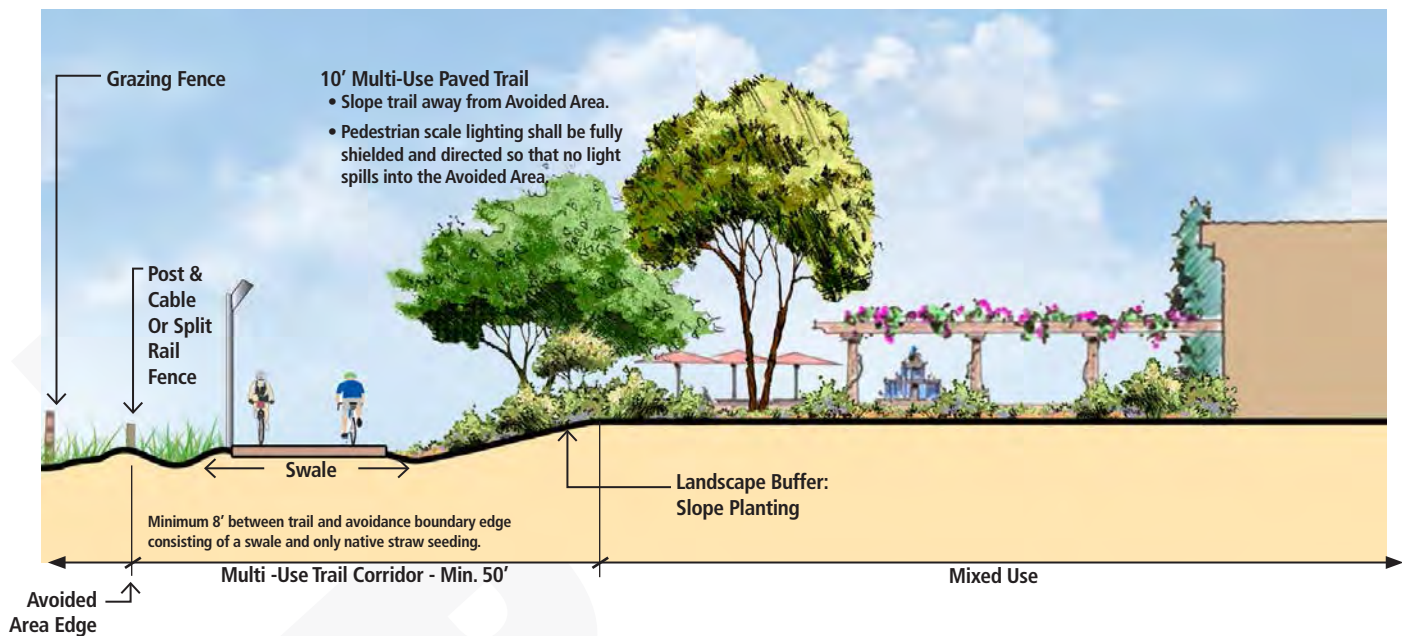 Grazing Fence
10’ Multi-Use Paved Trail
• Slope trail away from Avoided Area.
• Pedestrian scale lighting shall be fully
shielded and directed so that no light
spills into the Avoided Area.
Post &
Cable
Or Split
Rail
Fence
Swale
Landscape Buffer:
Slope Planting
Minimum 8’ between trail and avoidance boundary edge
consisting of a swale and only native straw seeding.
Multi -Use Trail Corridor - Min. 50’
Mixed Use
Avoided
Area Edge